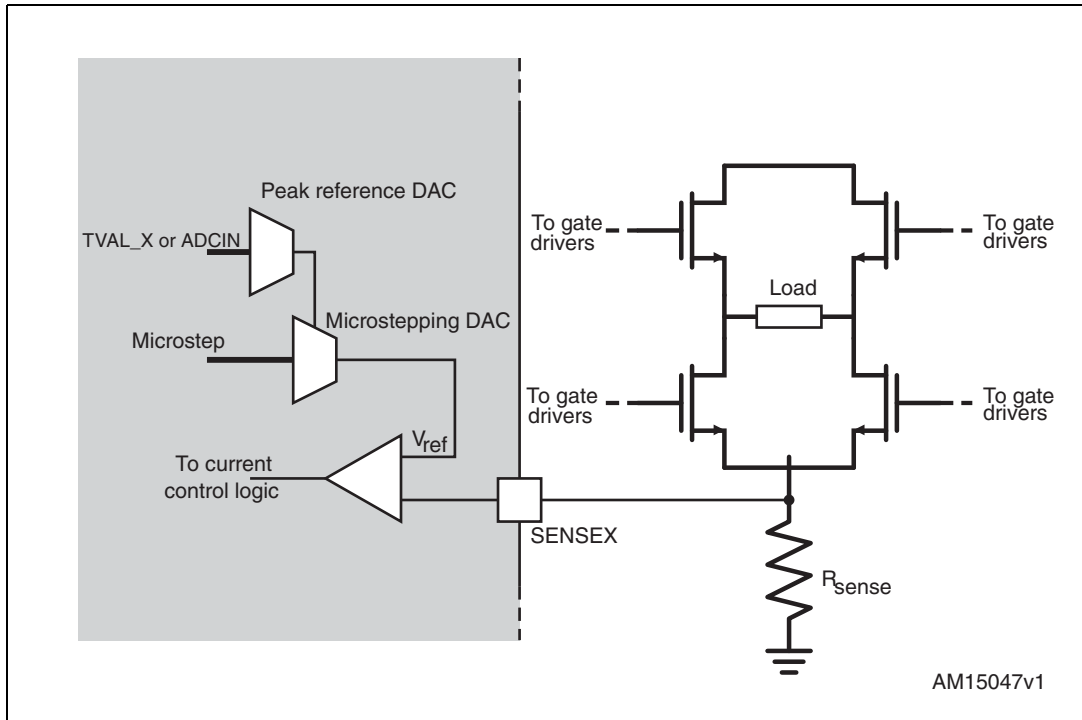 Peak reference DAC
TVAL_X or ADCIN
Microstepping DAC
Microstep
Vref
To current
control logic
SENSEX
To gate
drivers
To gate
drivers
Load
To gate
drivers
To gate
drivers
Rsense
AM15047v1